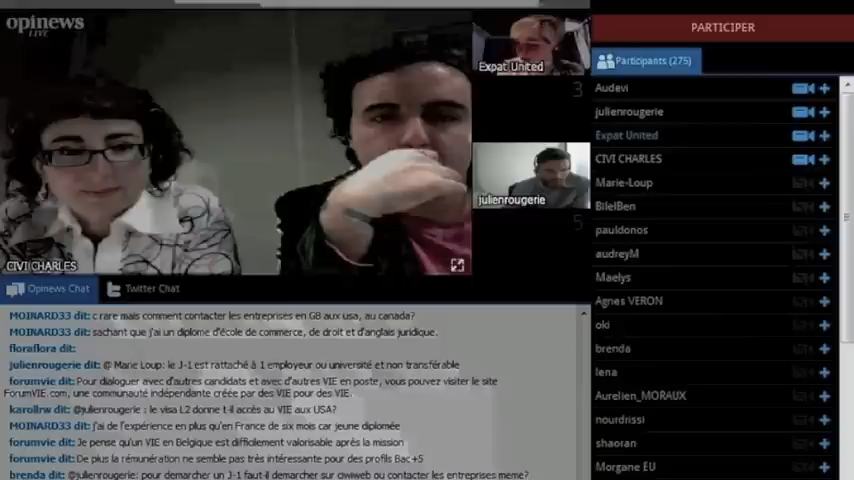 opinews
LIVE
Expat United
3
julienrougerie
5
CIVI CHARLES
PARTICIPER
Participants (275)
Audevi
julienrougerie
Expat United
CIVI CHARLES
Marie-Loup
BilelBen
pauldonos
audreyM
Maelys
Agnes VERON
oki
brenda
lena
Aurelien_MORAUX
nourdrissi
shaoran
Morgane EU
Opinews Chat
Twitter Chat
MOINARD33 dit: c rare mais comment contacter les entreprises en GB aux usa, au canada?
MOINARD33 dit: sachant que j'ai un diplome d'école de commerce, de droit et d'anglais juridique.
floraflora dit:
julienrougerie dit: @ Marie Loup: le J-1 est rattaché à 1 employeur ou université et non transférable
forumvie dit: Pour dialoguer avec d'autres candidats et avec d'autres VIE en poste, vous pouvez visiter le site
ForumVIE.com, une communauté indépendante créée par des VIE pour des VIE.
karollrw dit: @julienrougerie : le visa L2 donne t-il accès au VIE aux USA?
MOINARD33 dit: j'ai de l'expérience en plus qu'en France de six mois car jeune diplomée
forumvie dit: Je pense qu'un VIE en Belgique est difficilement valorisable après la mission
forumvie dit: De plus la rémunération ne semble pas très intéressante pour des profils Bac+5
brenda dit: @julienrougerie: pour demarcher un J-1 faut-il demarcher sur ciwiweb ou contacter les entreprises meme?